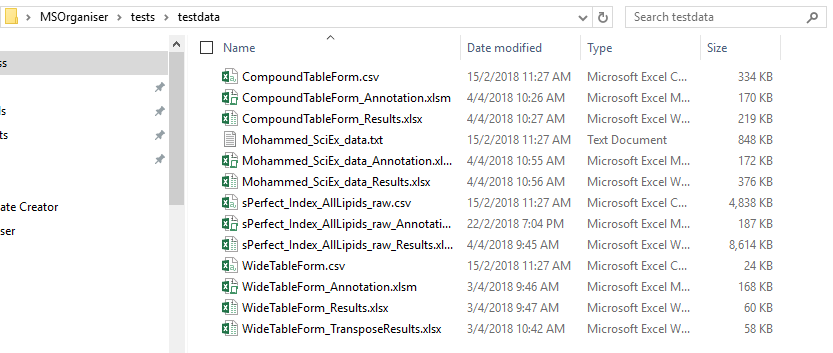 MSOrganiser > tests > testdata
Search testdata
Name Date modified Type Size
CompoundTableForm.csv 15/2/2018 11:27 AM Microsoft Excel C... 334 KB
CompoundTableForm_Annotation.xlsm 4/4/2018 10:26 AM Microsoft Excel M... 170 KB
CompoundTableForm_Results.xlsx 4/4/2018 10:27 AM Microsoft Excel W... 219 KB
Mohammed_SciEx_data.txt 15/2/2018 11:27 AM Text Document 848 KB
Mohammed_SciEx_data_Annotation.xl... 4/4/2018 10:55 AM Microsoft Excel M... 172 KB
Mohammed_SciEx_data_Results.xlsx 4/4/2018 10:56 AM Microsoft Excel W... 376 KB
sPerfect_Index_AllLipids_raw.csv 15/2/2018 11:27 AM Microsoft Excel C... 4,838 KB
sPerfect_Index_AllLipids_raw_Annotati... 22/2/2018 7:04 PM Microsoft Excel M... 187 KB
sPerfect_Index_AllLipids_raw_Results.xl... 4/4/2018 9:45 AM Microsoft Excel W... 8,614 KB
WideTableForm.csv 15/2/2018 11:27 AM Microsoft Excel C... 24 KB
WideTableForm_Annotation.xlsm 3/4/2018 9:46 AM Microsoft Excel M... 168 KB
WideTableForm_Results.xlsx 3/4/2018 9:47 AM Microsoft Excel W... 60 KB
WideTableForm_TransposeResults.xlsx 3/4/2018 10:42 AM Microsoft Excel W... 58 KB
ss
ds
ts
ate Creator
iser